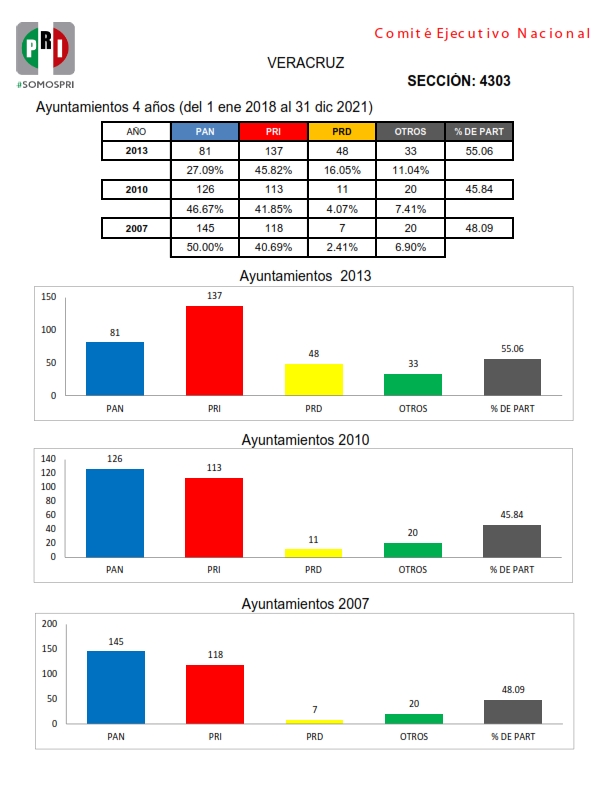 Comité Ejecutivo Nacional
PRI
#SOMOSPRI
VERACRUZ
SECCIÓN: 4303
Ayuntamientos 4 años (del 1 ene 2018 al 31 dic 2021)
AÑO PAN PRI PRD OTROS % DE PART
2013 81 137 48 33 55.06
27.09% 45.82% 16.05% 11.04%
2010 126 113 11 20 45.84
46.67% 41.85% 4.07% 7.41%
2007 145 118 7 20 48.09
50.00% 40.69% 2.41% 6.90%
Ayuntamientos 2013
150
100
50
0
81
137
48
33
55.06
PAN PRI PRD OTROS % DE PART
Ayuntamientos 2010
140
120
100
80
60
40
20
0
126
113
11
20
45.84
PAN PRI PRD OTROS % DE PART
Ayuntamientos 2007
200
150
100
50
0
145
118
7
20
48.09
PAN PRI PRD OTROS % DE PART